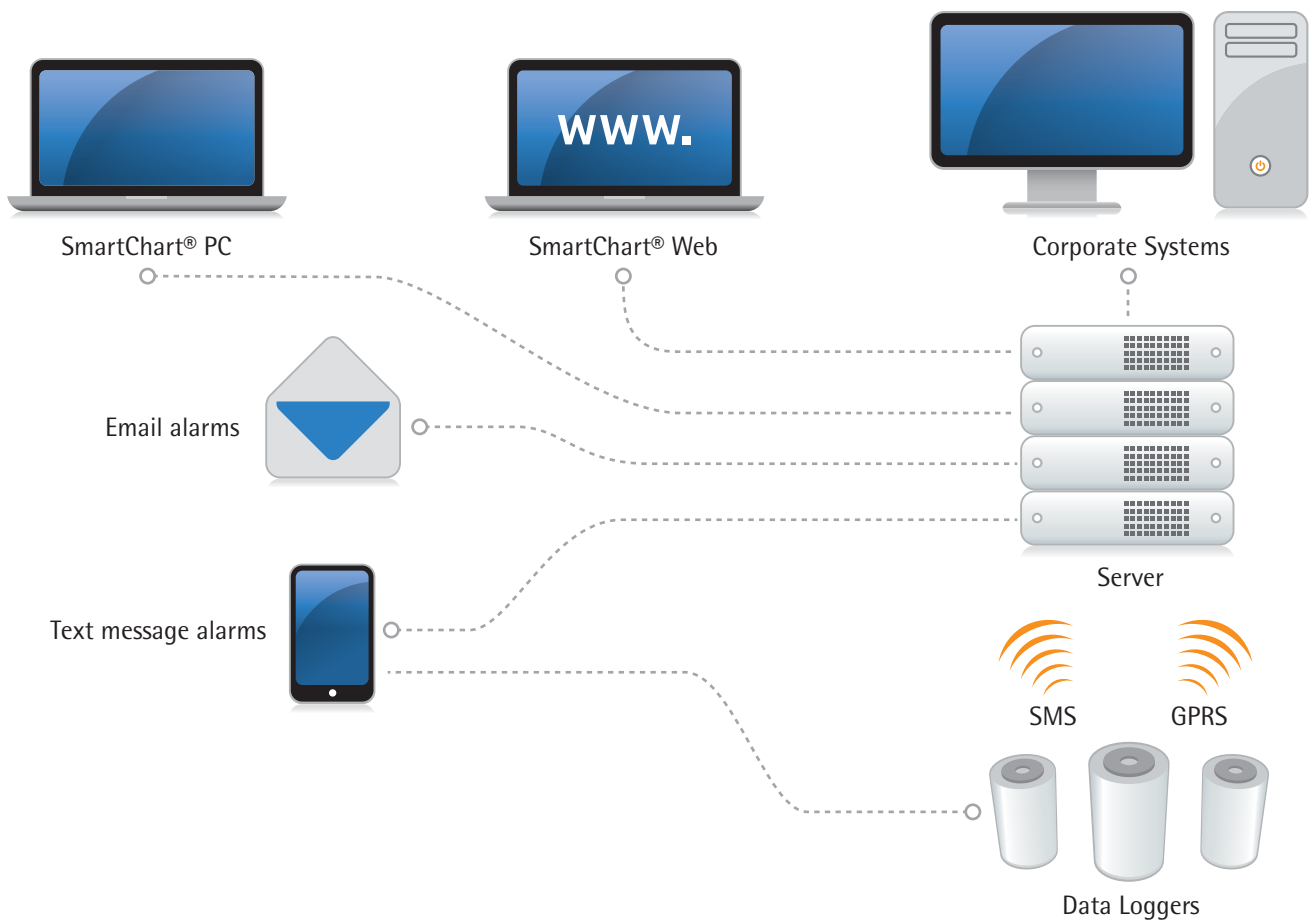 www.
SmartChart® PC
SmartChart® Web
Corporate Systems
Email alarms
Server
Text message alarms
SMS
GPRS
Data Loggers